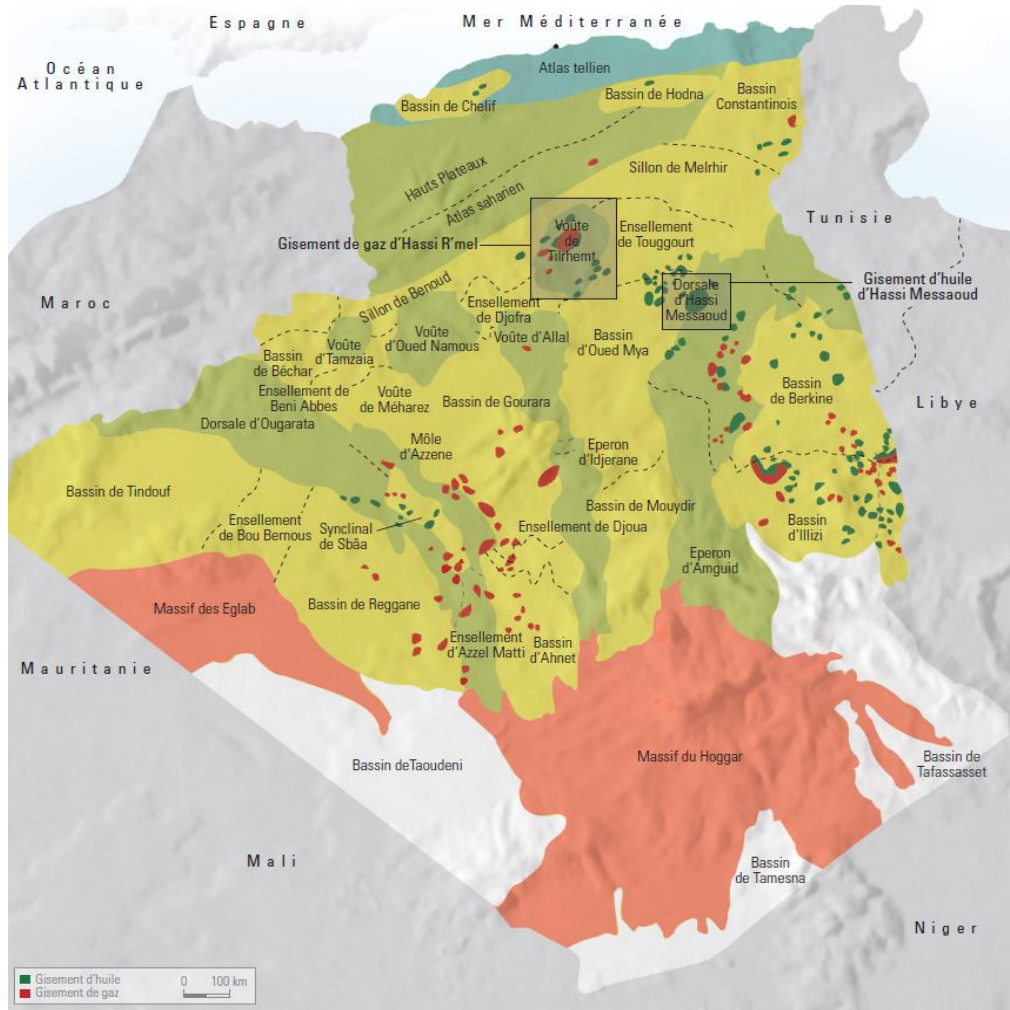 Espagne
Mer Méditerranée
Océan
Atlantique
Atlas tellien
Bassin de Chelif
Bassin de Hodna
Bassin
Constantinois
Hauts Plateaux
Atlas saharien
Sillon de Melrhir
Tunisie
Gisement de gaz d'Hassi R'mel
Voûte
de
Tilrhemt
Ensellement
de Touggourt
Gisement d'huile
d'Hassi Messaoud
Dorsale
d'Hassi
Messaoud
Maroc
Sillon de Benoud
Ensellement
de Djofra
Voûte
d'Oued Namous
Voûte d'Allal
Bassin
d'Oued Mya
Voûte
d'Tamzaia
Bassin
de Béchar
Ensellement de
Beni Abbes
Voûte
de Méharez
Bassin de Gourara
Bassin
de Berkine
Libye
Dorsale d'Ougarata
Môle
d'Azzene
Eperon
d'Idjerane
Bassin de Tindouf
Bassin de Mouydir
Ensellement
de Bou Bernous
Synclinal
de Sbâa
Ensellement de Djoua
Bassin
d'Illizi
Eperon
d'Amguid
Massif des Eglab
Bassin de Reggane
Ensellement
d'Azzel Matti
Bassin
d'Ahnet
Mauritanie
Bassin deTaoudeni
Massif du Hoggar
Bassin de
Tafassasset
Mali
Bassin
de Tamesna
Niger
Gisement d'huile
Gisement de gaz
0 100 km